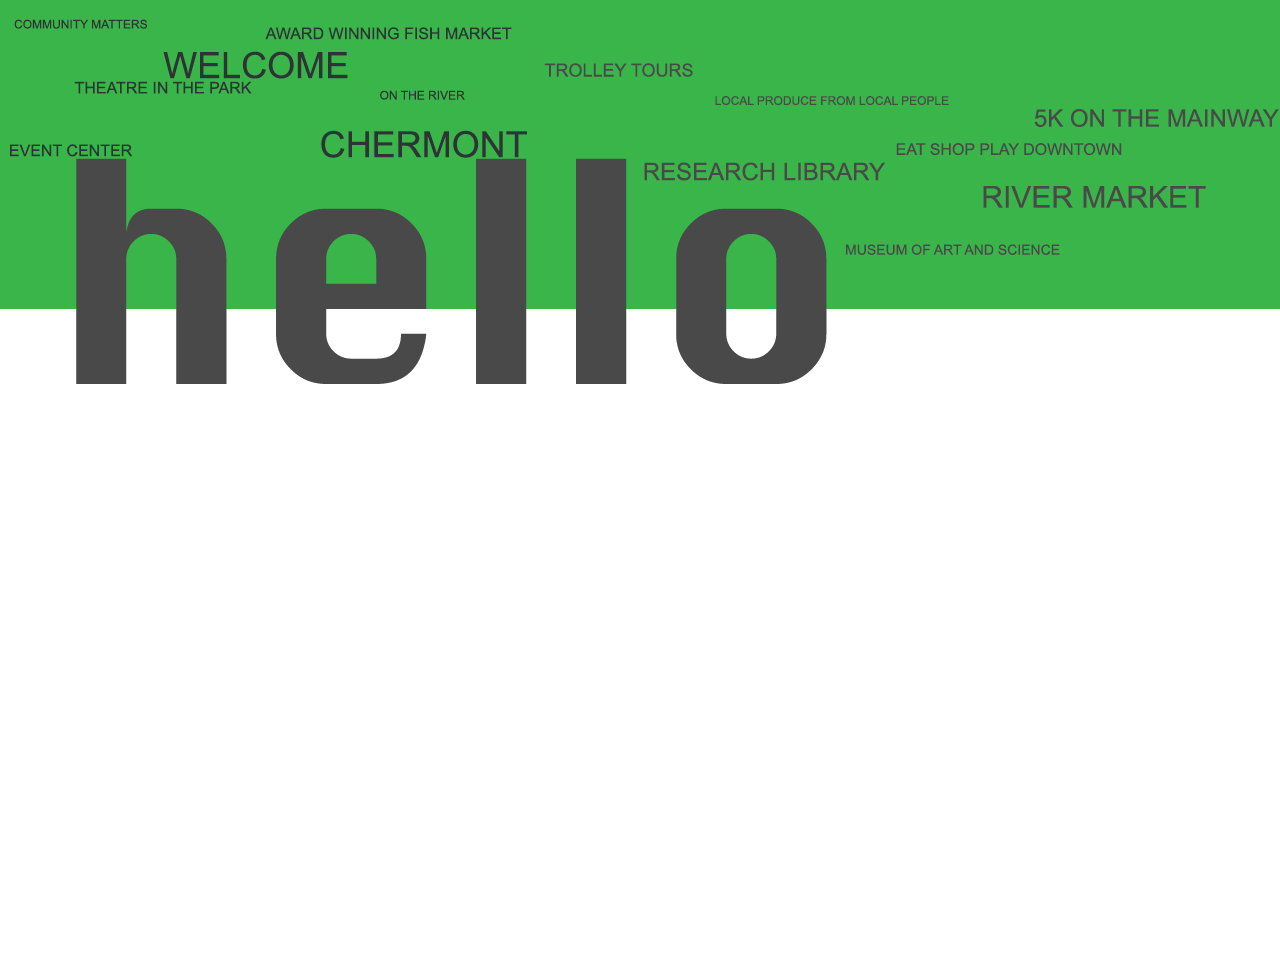 COMMUNITY MATTERS
AWARD WINNING FISH MARKET
WELCOME
TROLLEY TOURS
THEATRE IN THE PARK
ON THE RIVER
LOCAL PRODUCE FROM LOCAL PEOPLE
5K ON THE MAINWAY
CHERMONT
EVENT CENTER
EAT SHOP PLAY DOWNTOWN
RESEARCH LIBRARY
RIVER MARKET
MUSEUM OF ART AND SCIENCE
hello